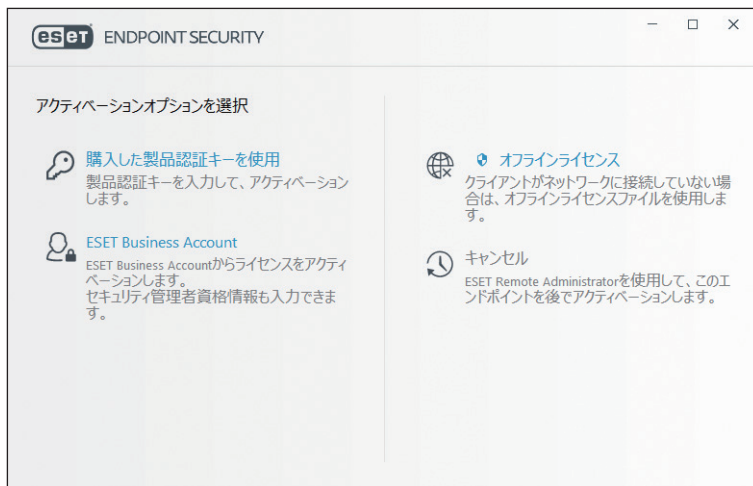 eseT ENDPOINT SECURITY
アクティベーションオプションを選択
購入した製品認証キーを使用
製品認証キーを入力して、アクティベーション
します。
ESET Business Account
ESET Business Accountからライセンスをアクティ
ベーションします。
セキュリティ管理者資格情報も入力できま
す。
オフラインライセンス
クライアントがネットワークに接続していない場
合は、オフラインライセンスファイルを使用しま
す。
キャンセル
ESET Remote Administratorを使用して、このエ
ンドポイントを後でアクティベーションします。